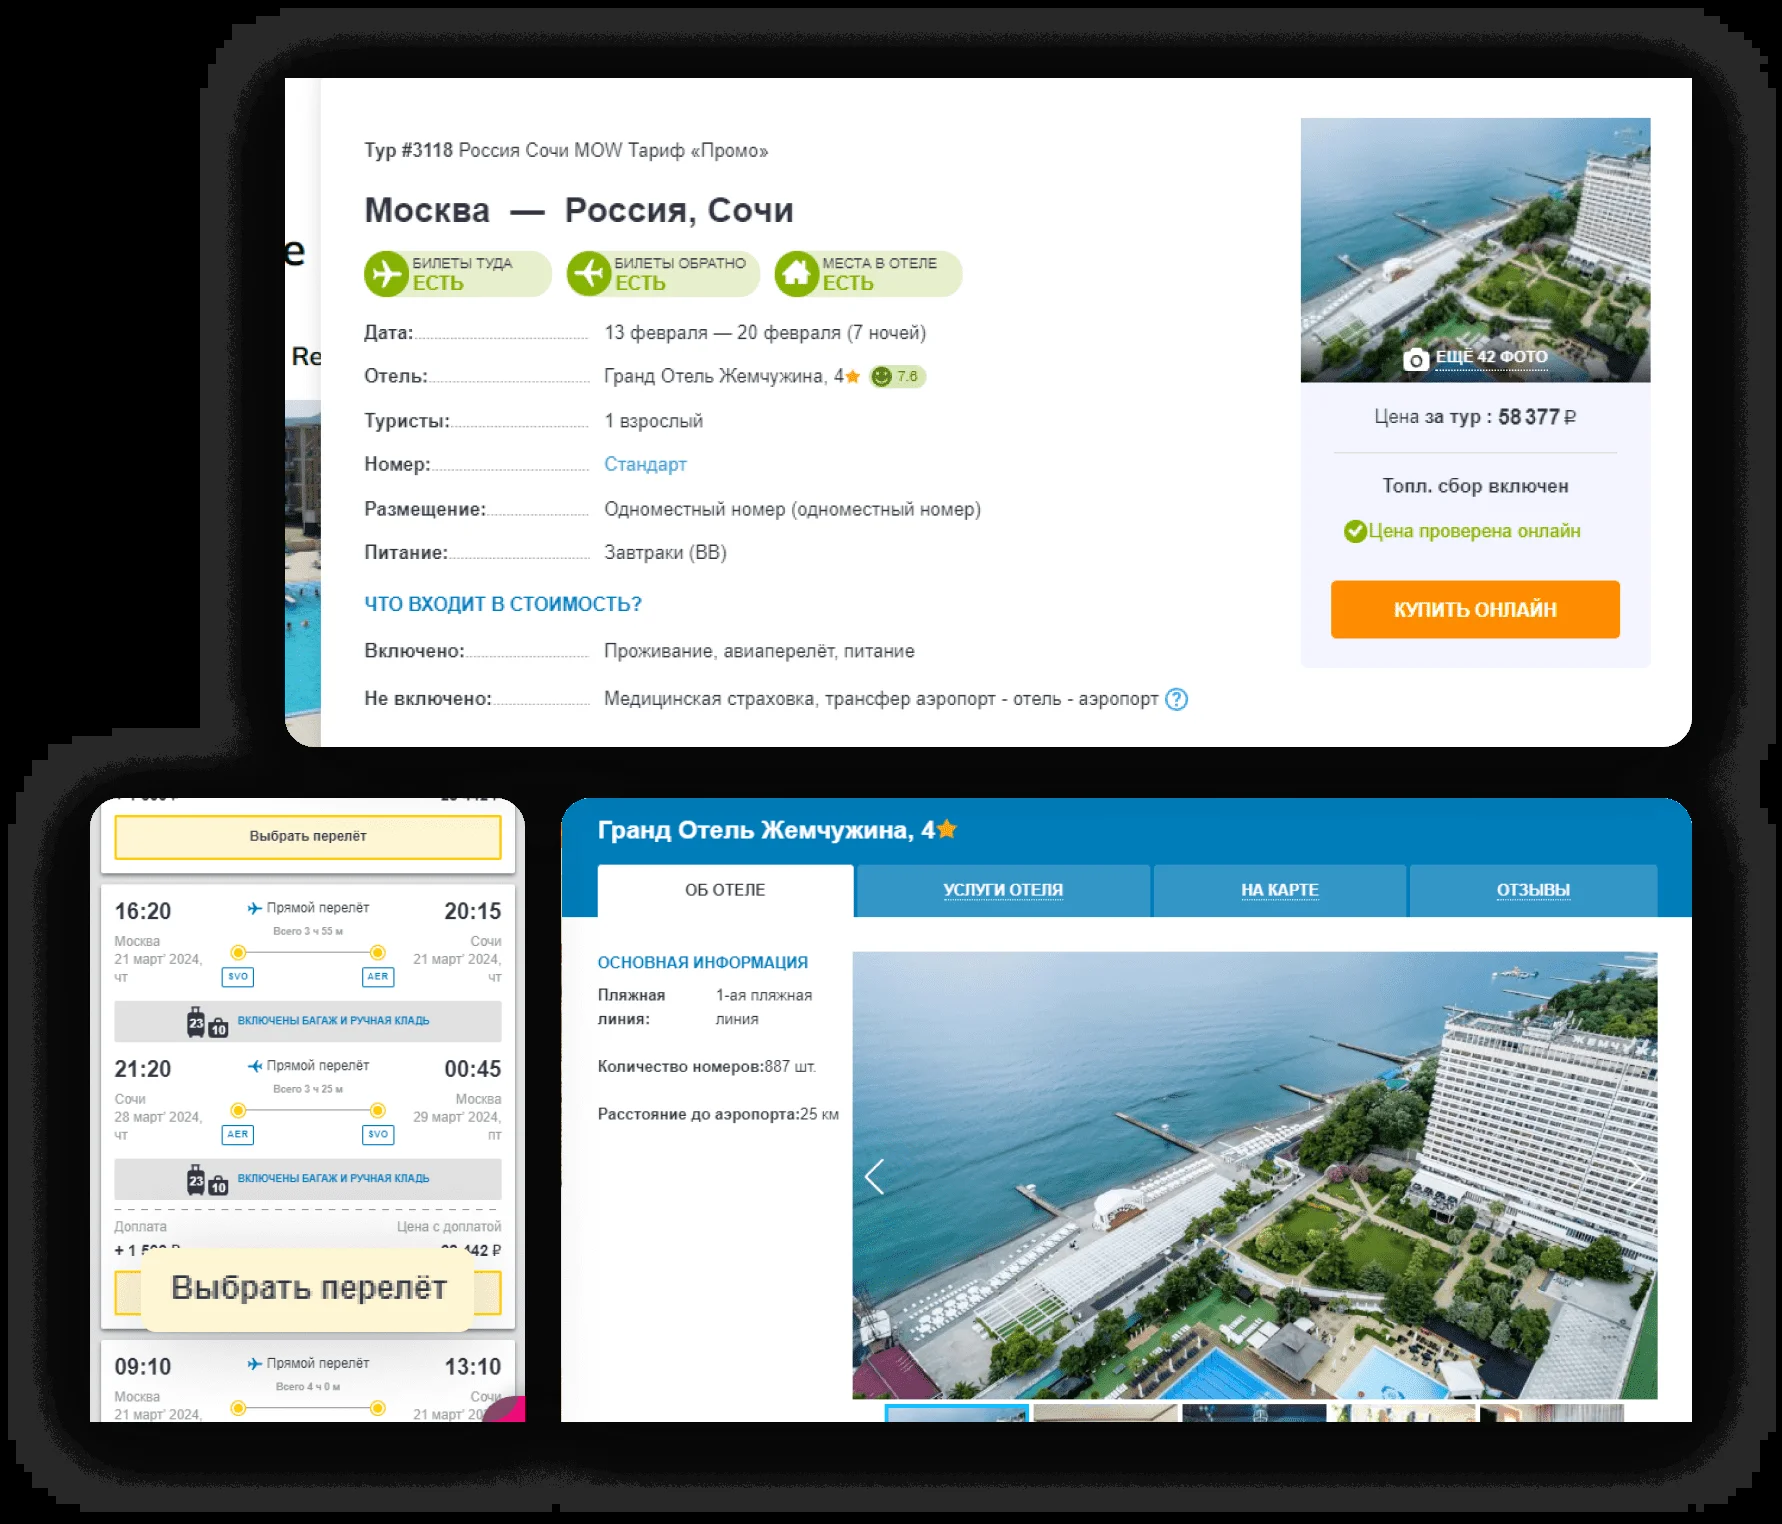 Тур #3118 Россия Сочи MOW Тариф «Промо»
Москва — Россия, Сочи
е
БИЛЕТЫ ТУДА
ЕСТЬ
БИЛЕТЫ ОБРАТНО
ЕСТЬ
МЕСТА В ОТЕЛЕ
ЕСТЬ
Re
Дата: 13 февраля — 20 февраля (7 ночей)
Отель: Гранд Отель Жемчужина, 4 7.6
Туристы: 1 взрослый
Номер: Стандарт
Размещение: Одноместный номер (одноместный номер)
Питание: Завтраки (BB)
ЧТО ВХОДИТ В СТОИМОСТЬ?
Включено: Проживание, авиаперелёт, питание
Не включено: Медицинская страховка, трансфер аэропорт - отель - аэропорт ?
ЕЩЁ 42 ФОТО
Цена за тур : 58 377 ₽
Топл. сбор включен
Цена проверена онлайн
КУПИТЬ ОНЛАЙН
Выбрать перелёт
16:20 Прямой перелёт 20:15
Всего 3 ч 55 м
Москва Сочи
21 март' 2024, 21 март' 2024,
чт чт
SVO AER
23 10 ВКЛЮЧЕНЫ БАГАЖ И РУЧНАЯ КЛАДЬ
21:20 Прямой перелёт 00:45
Всего 3 ч 25 м
Сочи Москва
28 март' 2024, 29 март' 2024,
чт пт
AER SVO
23 10 ВКЛЮЧЕНЫ БАГАЖ И РУЧНАЯ КЛАДЬ
Доплата Цена с доплатой
+ 1 442 ₽
Выбрать перелёт
09:10 Прямой перелёт 13:10
Всего 4 ч 0 м
Москва Сочи
21 март' 2024, 21 март'
Гранд Отель Жемчужина, 4
ОБ ОТЕЛЕ
УСЛУГИ ОТЕЛЯ
НА КАРТЕ
ОТЗЫВЫ
ОСНОВНАЯ ИНФОРМАЦИЯ
Пляжная 1-ая пляжная
линия: линия
Количество номеров:887 шт.
Расстояние до аэропорта:25 км